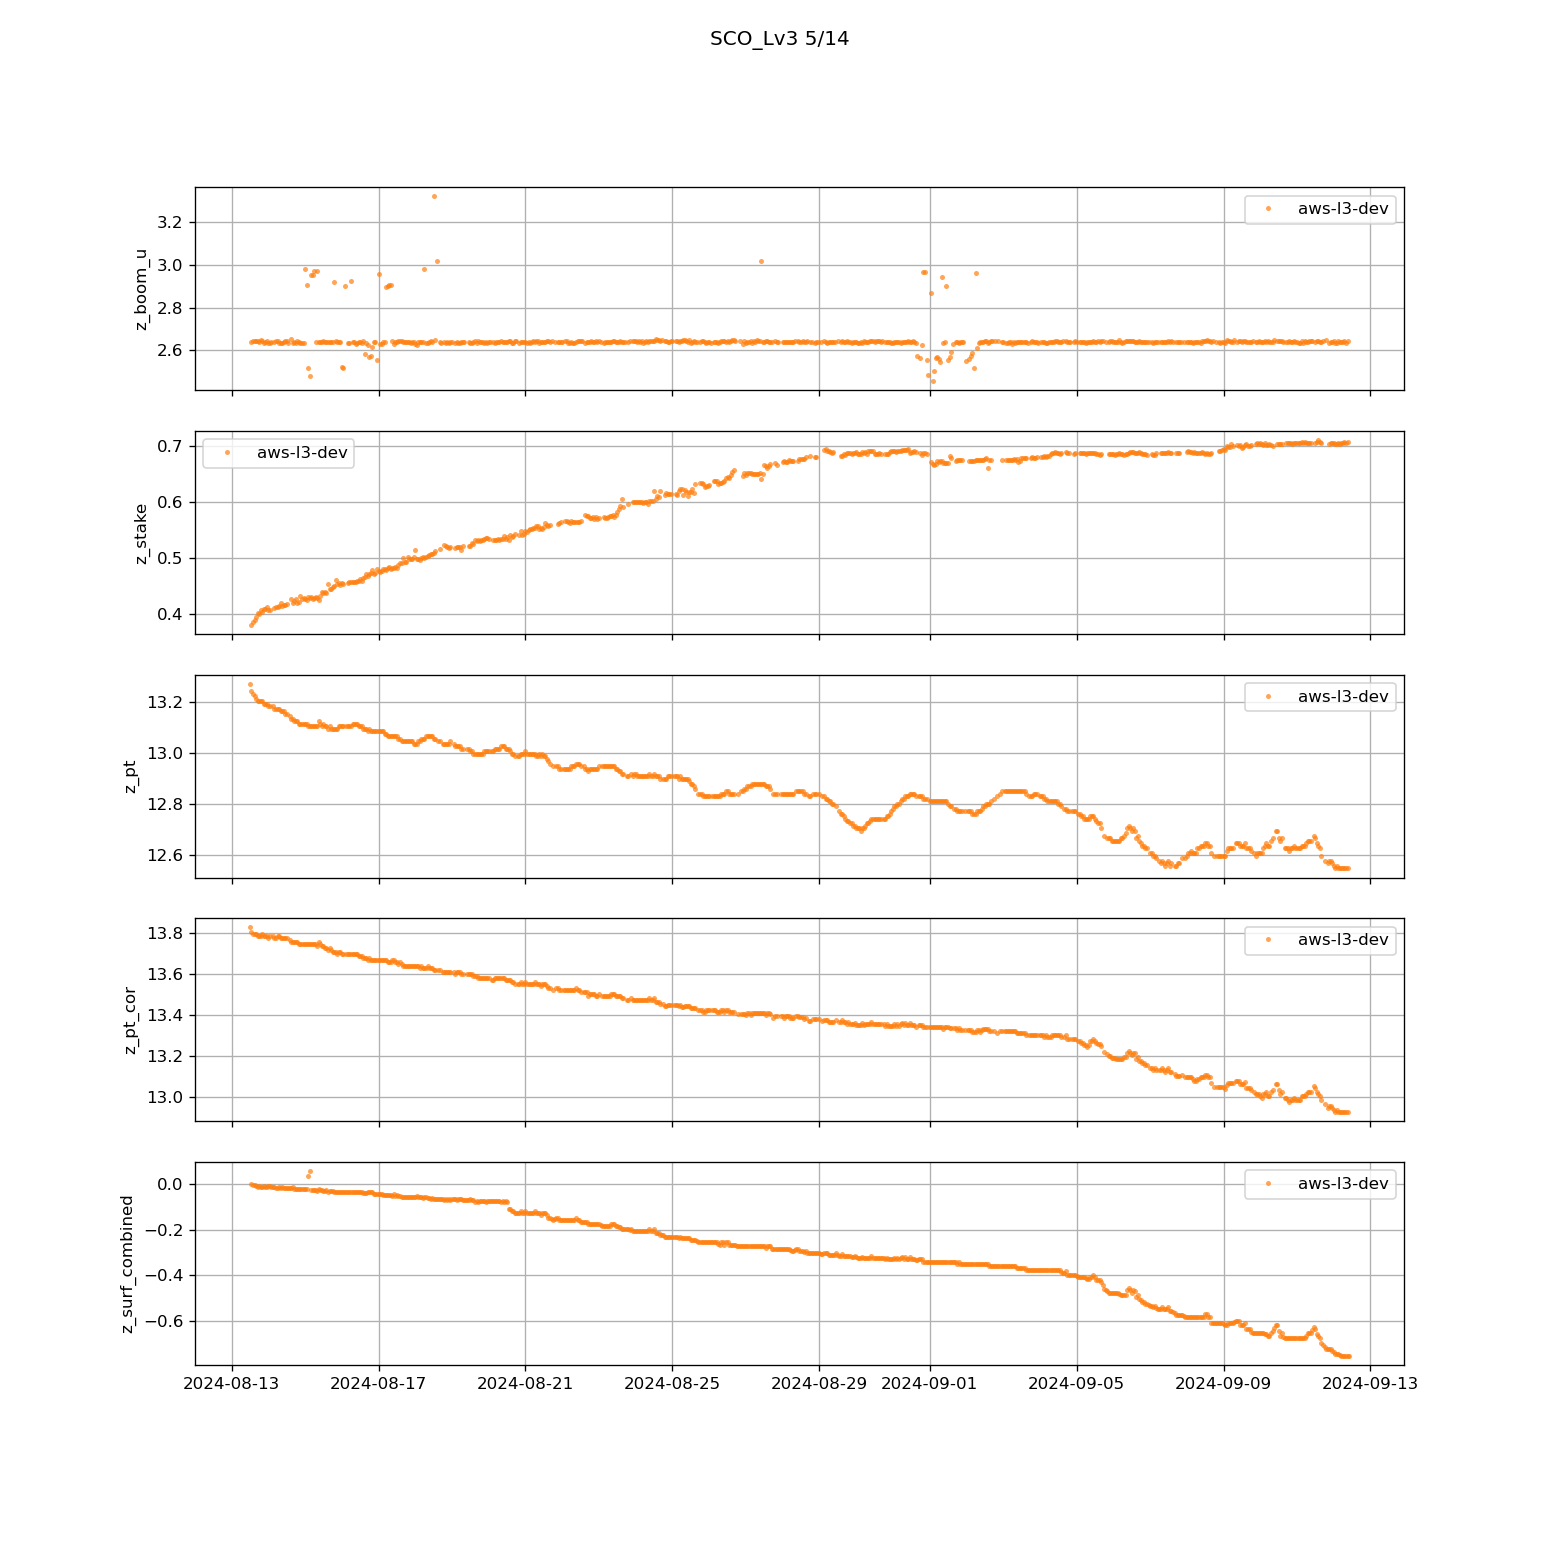 SCO_Lv3 5/14
z_boom_u
3.2
3.0
2.8
2.6
aws-l3-dev
z_stake
0.7
0.6
0.5
0.4
aws-l3-dev
z_pt
13.2
13.0
12.8
12.6
aws-l3-dev
z_pt_cor
13.8
13.6
13.4
13.2
13.0
aws-l3-dev
z_surf_combined
0.0
−0.2
−0.4
−0.6
aws-l3-dev
2024-08-13 2024-08-17 2024-08-21 2024-08-25 2024-08-29 2024-09-01 2024-09-05 2024-09-09 2024-09-13